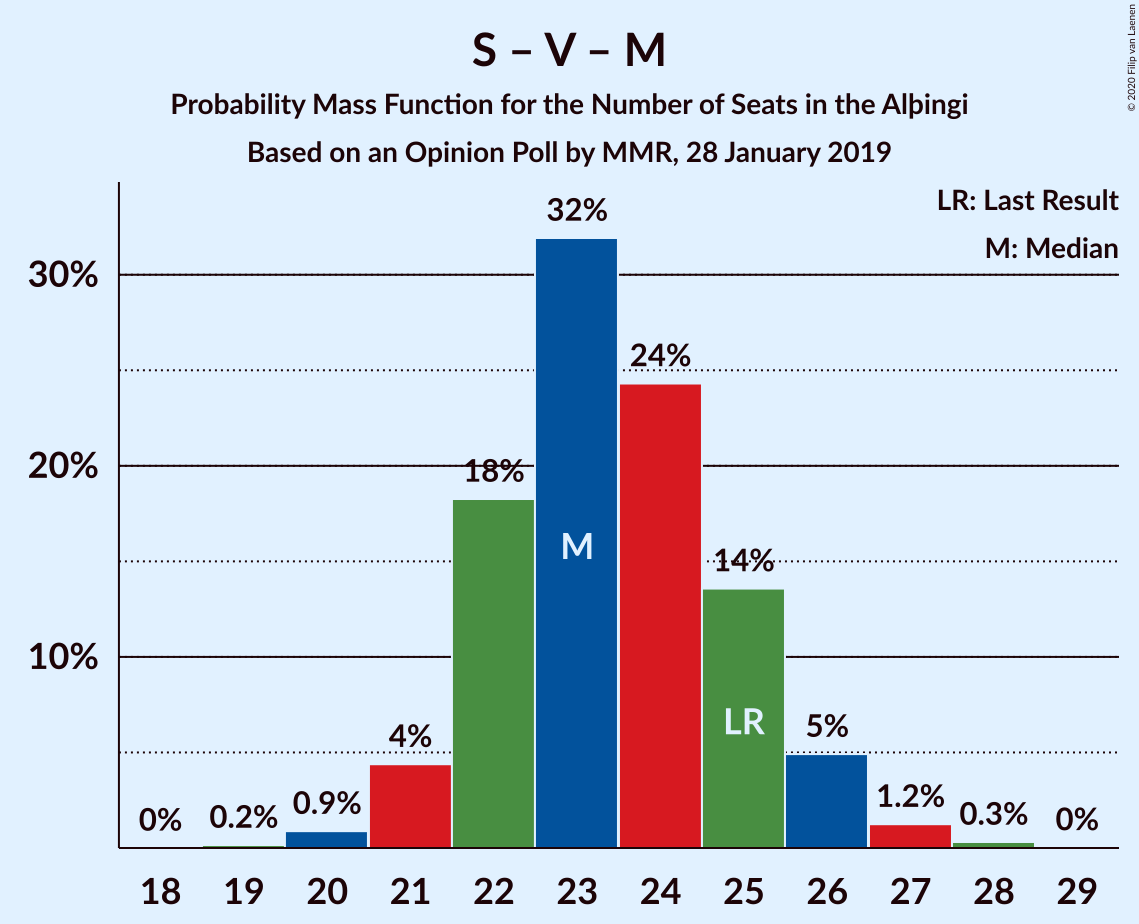 S – V – M
Probability Mass Function for the Number of Seats in the Alþingi
Based on an Opinion Poll by MMR, 28 January 2019
© 2020 Filip van Laenen
LR: Last Result
M: Median
30%
20%
10%
0%
0.2%
0.9%
4%
18%
32%
24%
14%
5%
1.2%
0.3%
0%
M
LR
18 19 20 21 22 23 24 25 26 27 28 29